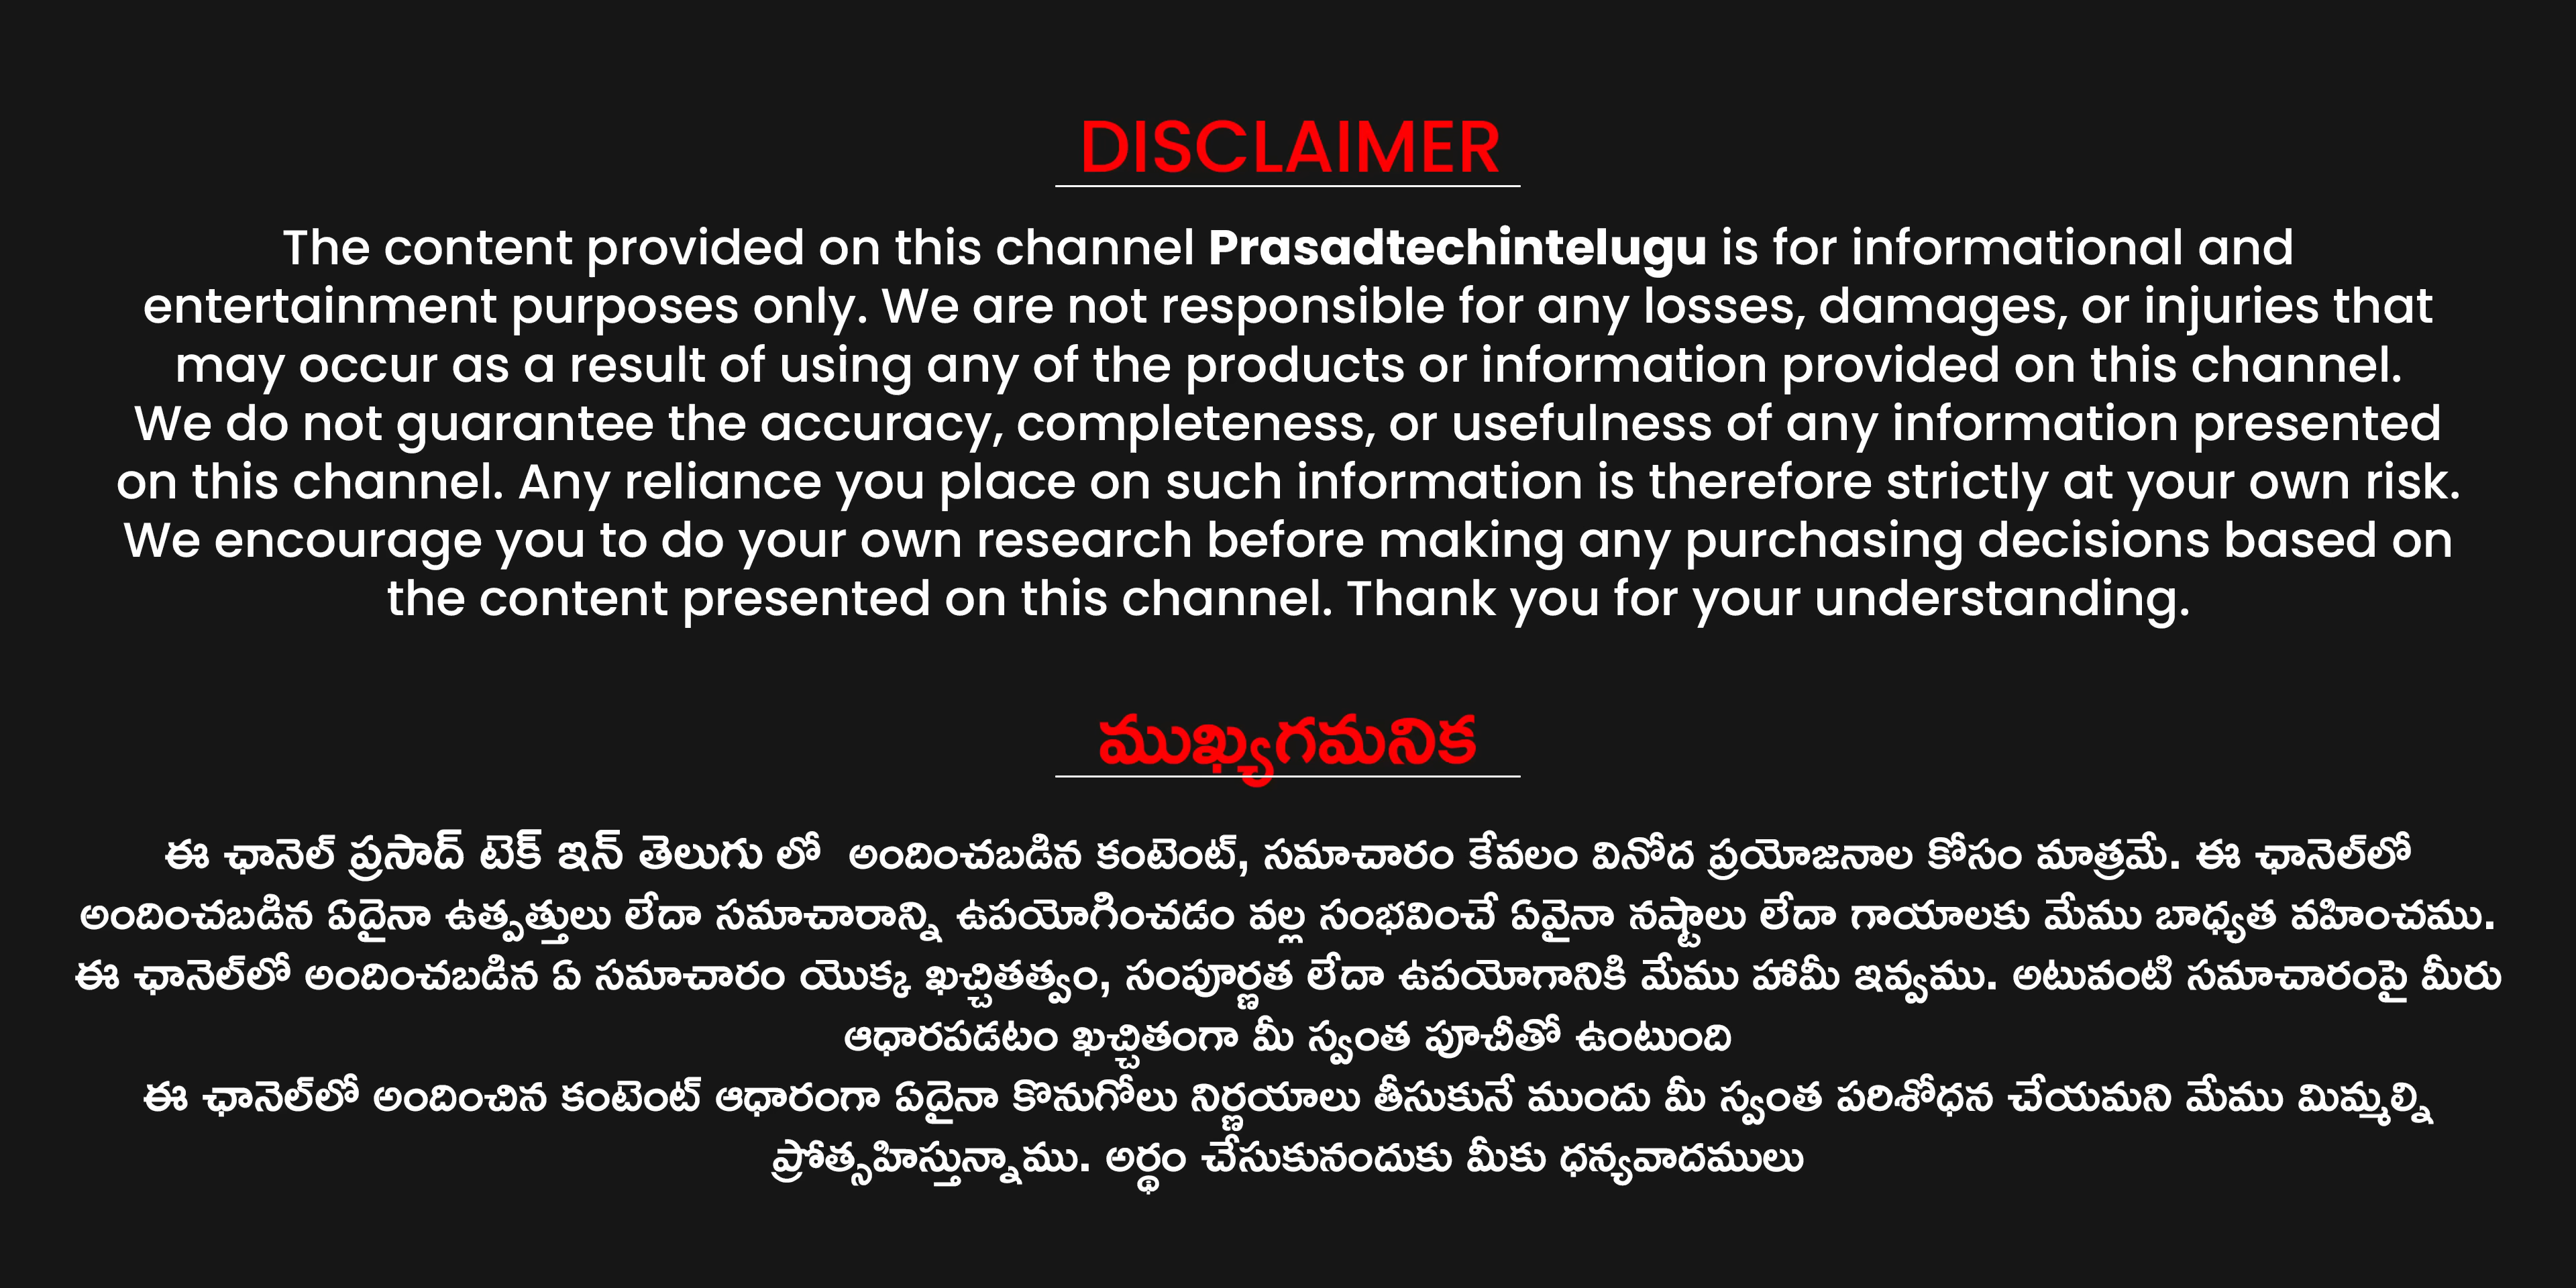 DISCLAIMER
The content provided on this channel Prasadtechintelugu is for informational and
entertainment purposes only. We are not responsible for any losses, damages, or injuries that
may occur as a result of using any of the products or information provided on this channel.
We do not guarantee the accuracy, completeness, or usefulness of any information presented
on this channel. Any reliance you place on such information is therefore strictly at your own risk.
We encourage you to do your own research before making any purchasing decisions based on
the content presented on this channel. Thank you for your understanding.
ముఖ్యగమనిక
ఈ ఛానెల్ ప్రసాద్ టెక్ ఇన్ తెలుగు లో అందించబడిన కంటెంట్, సమాచారం కేవలం వినోద ప్రయోజనాల కోసం మాత్రమే. ఈ ఛానెల్‌లో
అందించబడిన ఏదైనా ఉత్పత్తులు లేదా సమాచారాన్ని ఉపయోగించడం వల్ల సంభవించే ఏవైనా నష్టాలు లేదా గాయాలకు మేము బాధ్యత వహించము.
ఈ ఛానెల్‌లో అందించబడిన ఏ సమాచారం యొక్క ఖచ్చితత్వం, సంపూర్ణత లేదా ఉపయోగానికి మేము హామీ ఇవ్వము. అటువంటి సమాచారంపై మీరు
ఆధారపడటం ఖచ్చితంగా మీ స్వంత పూచీతో ఉంటుంది
ఈ ఛానెల్‌లో అందించిన కంటెంట్ ఆధారంగా ఏదైనా కొనుగోలు నిర్ణయాలు తీసుకునే ముందు మీ స్వంత పరిశోధన చేయమని మేము మిమ్మల్ని
ప్రోత్సహిస్తున్నాము. అర్థం చేసుకునందుకు మీకు ధన్యవాదములు